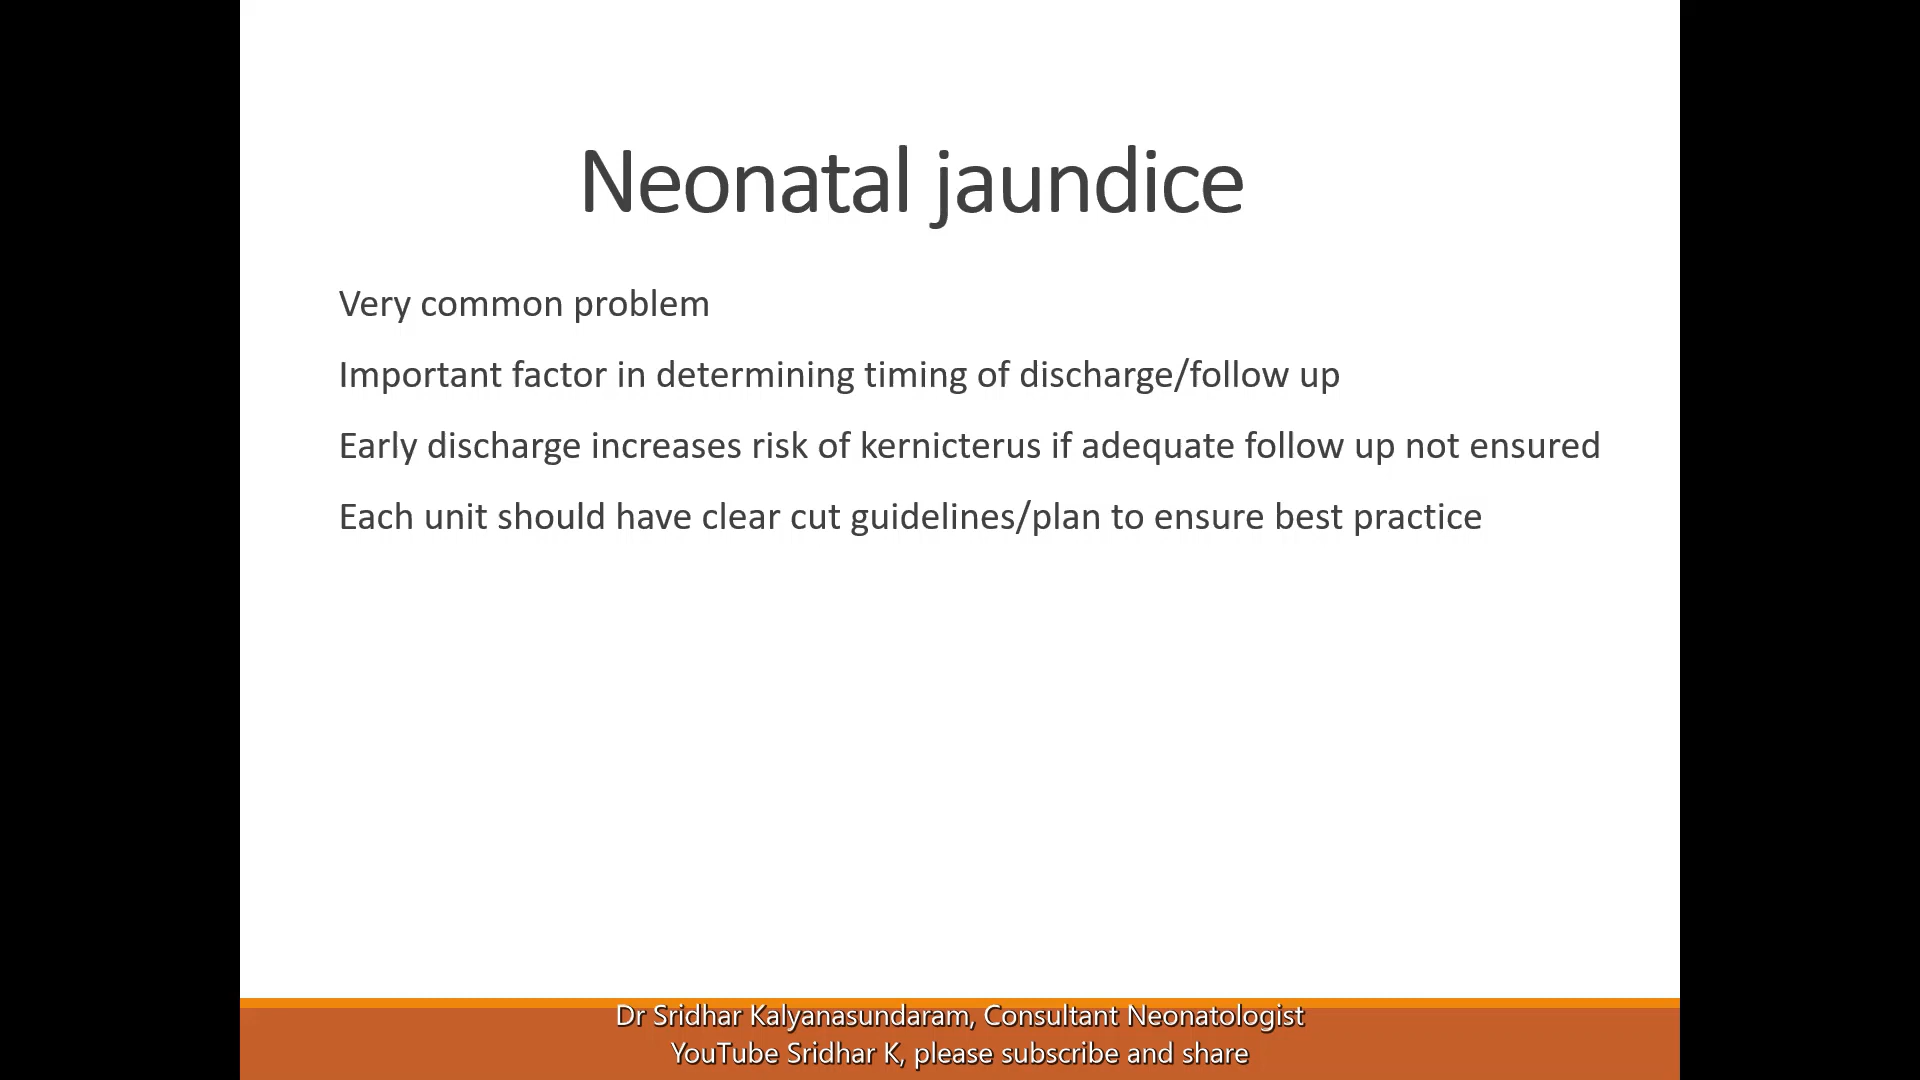 Neonatal jaundice
Very common problem
Important factor in determining timing of discharge/follow up
Early discharge increases risk of kernicterus if adequate follow up not ensured
Each unit should have clear cut guidelines/plan to ensure best practice
Dr Sridhar Kalyanasundaram, Consultant Neonatologist
YouTube Sridhar K, please subscribe and share